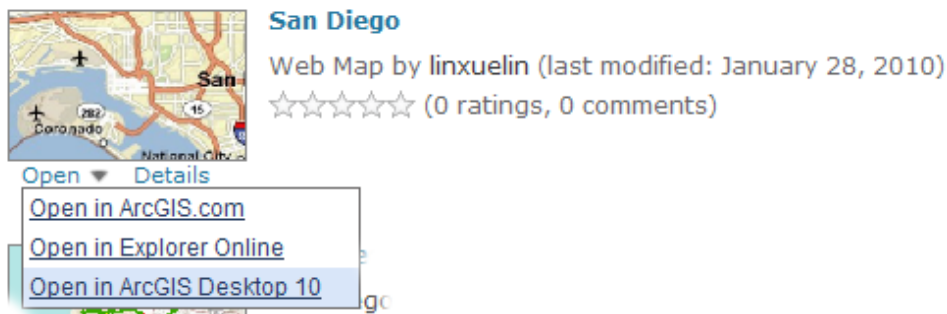 San Diego
Web Map by linxuelin (last modified: January 28, 2010)
(0 ratings, 0 comments)
San
282
15
Coronado
National City
Open ▼ Details
Open in ArcGIS.com
Open in Explorer Online
Open in ArcGIS Desktop 10